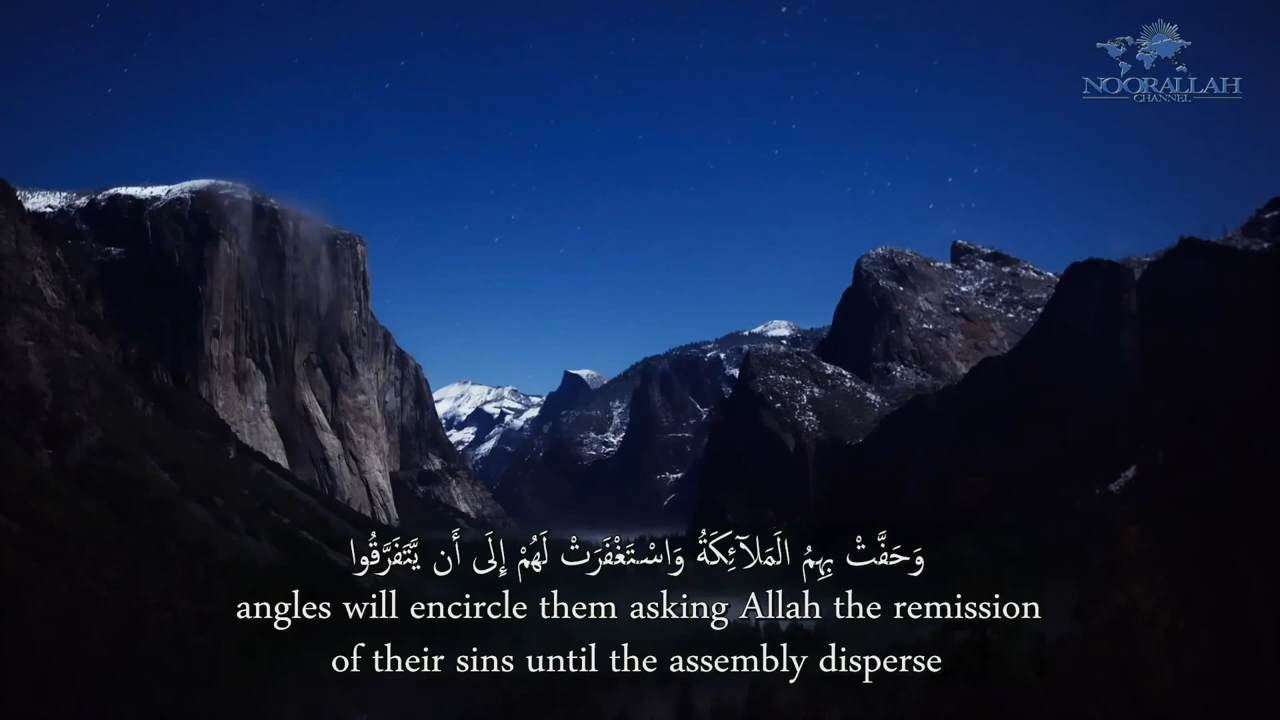 NOORALLAH
CHANNEL
وَحَفَّتْ بِهِمُ الْمَلآئِكَةُ وَاسْتَغْفَرَتْ لَهُمْ إِلَى أَن يَّتَفَرَّقُوا
angles will encircle them asking Allah the remission
of their sins until the assembly disperse